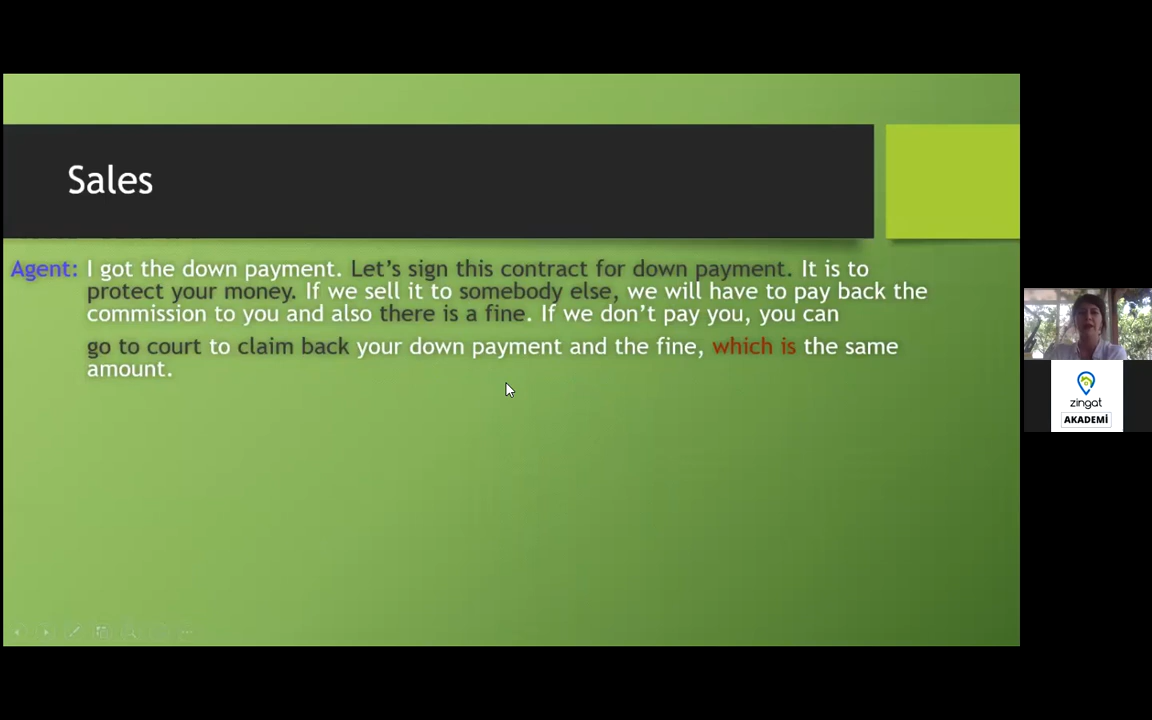 Sales
Agent: I got the down payment. Let's sign this contract for down payment. It is to
protect your money. If we sell it to somebody else, we will have to pay back the
commission to you and also there is a fine. If we don't pay you, you can
go to court to claim back your down payment and the fine, which is the same
amount.
zingat
AKADEMİ